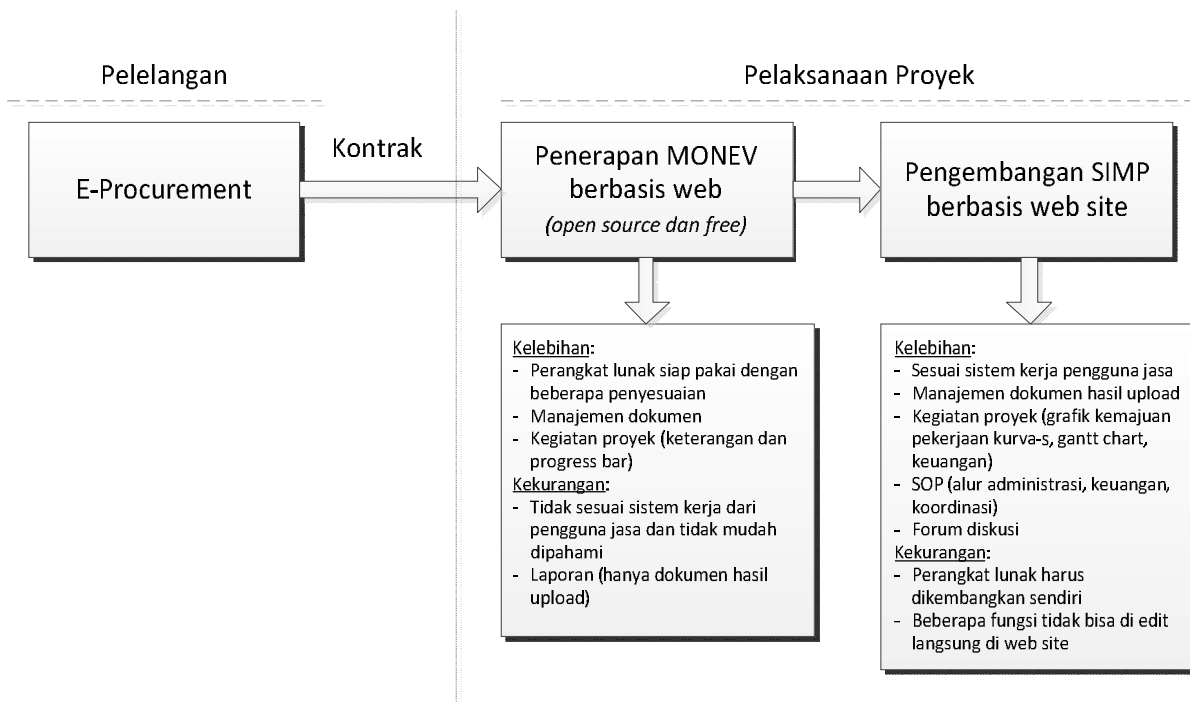 Pelelangan
Pelaksanaan Proyek
E-Procurement
Kontrak
Penerapan MONEV
berbasis web
(open source dan free)
Pengembangan SIMP
berbasis web site
Kelebihan:
- Perangkat lunak siap pakai dengan
beberapa penyesuaian
- Manajemen dokumen
- Kegiatan proyek (keterangan dan
progress bar)
Kekurangan:
- Tidak sesuai sistem kerja dari
pengguna jasa dan tidak mudah
dipahami
- Laporan (hanya dokumen hasil
upload)
Kelebihan:
- Sesuai sistem kerja pengguna jasa
- Manajemen dokumen hasil upload
- Kegiatan proyek (grafik kemajuan
pekerjaan kurva-s, gantt chart,
keuangan)
- SOP (alur administrasi, keuangan,
koordinasi)
- Forum diskusi
Kekurangan:
- Perangkat lunak harus
dikembangkan sendiri
- Beberapa fungsi tidak bisa di edit
langsung di web site